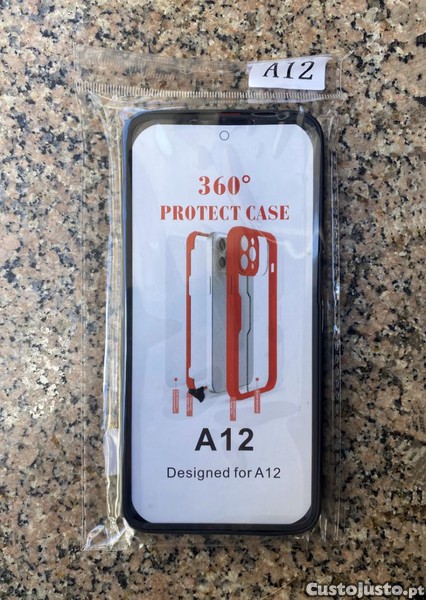 A12
360°
PROTECT CASE
A12
Designed for A12
CustoJusto.pt